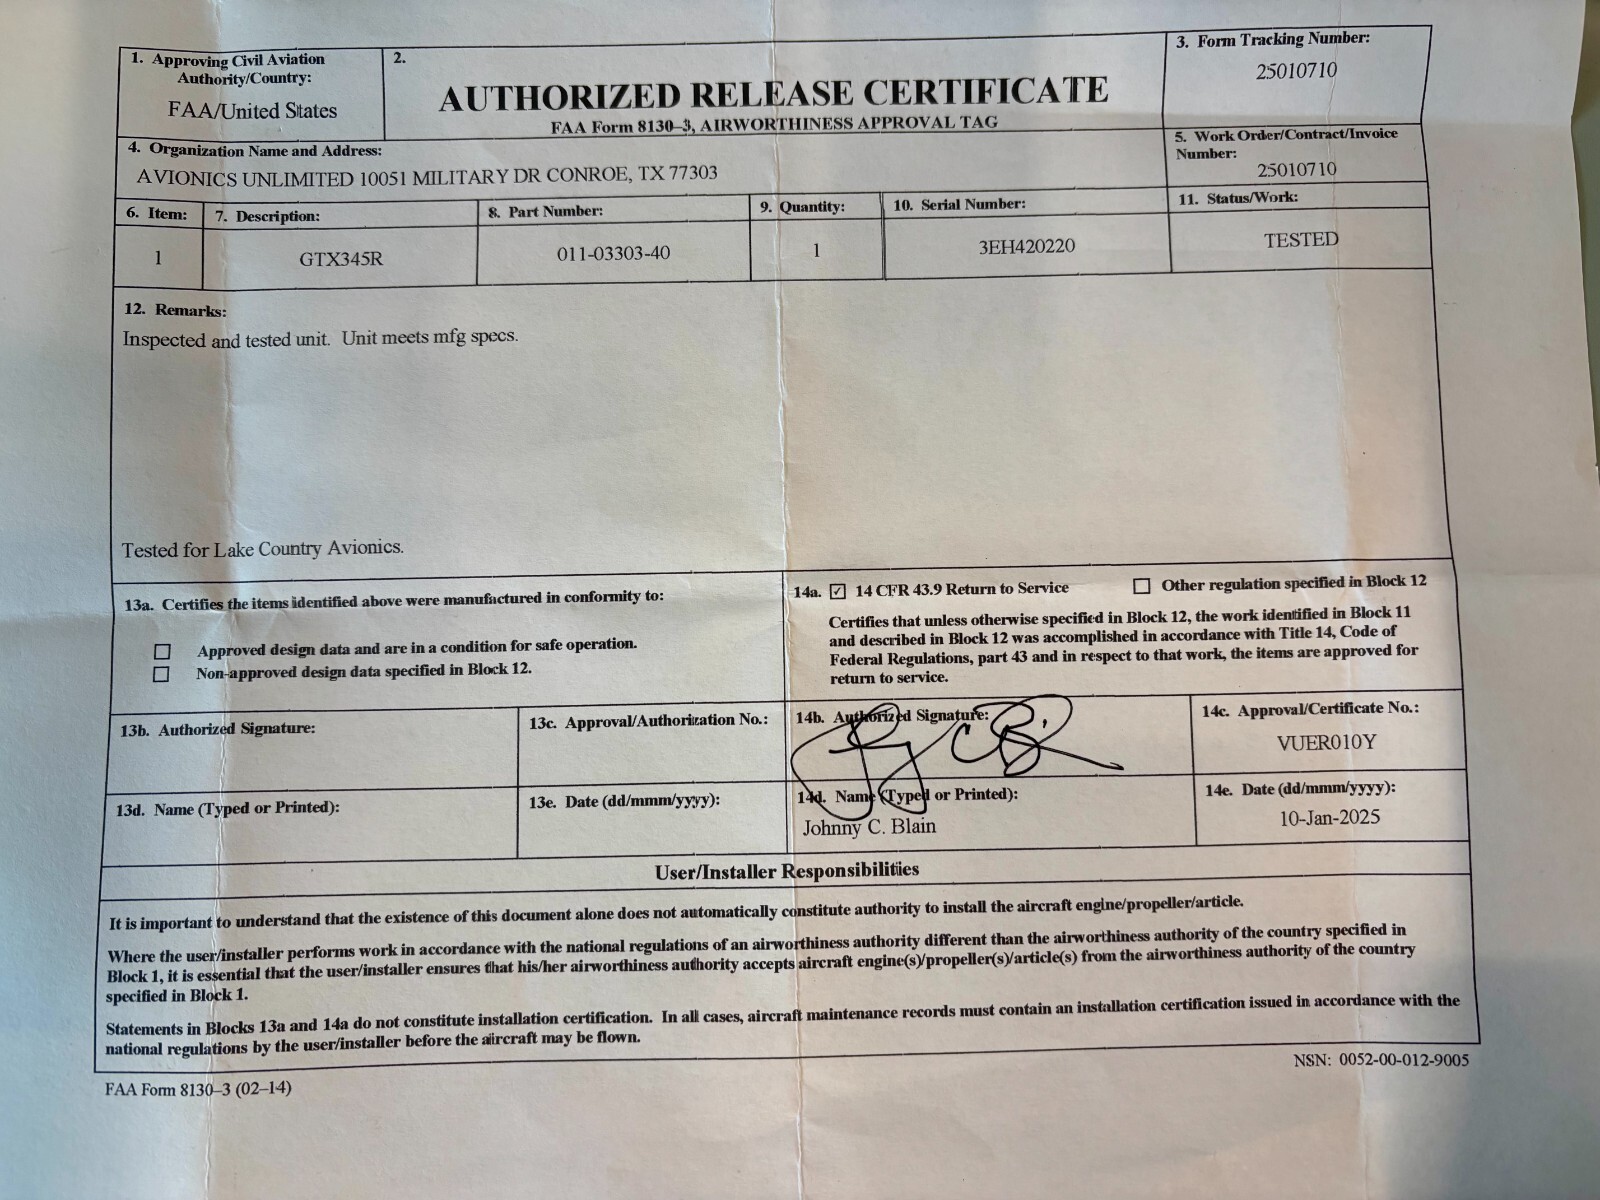 1. Approving Civil Aviation
Authority/Country:
FAA/United States
2.
AUTHORIZED RELEASE CERTIFICATE
FAA Form 8130–3, AIRWORTHINESS APPROVAL TAG
3. Form Tracking Number:
25010710
4. Organization Name and Address:
AVIONICS UNLIMITED 10051 MILITARY DR CONROE, TX 77303
5. Work Order/Contract/Invoice
Number:
25010710
6. Item:
7. Description:
8. Part Number:
9. Quantity:
10. Serial Number:
11. Status/Work:
1
GTX345R
011-03303-40
1
3EH420220
TESTED
12. Remarks:
Inspected and tested unit. Unit meets mfg specs.
Tested for Lake Country Avionics.
13a. Certifies the items identified above were manufactured in conformity to:
Approved design data and are in a condition for safe operation.
Non-approved design data specified in Block 12.
14a. ☑ 14 CFR 43.9 Return to Service ☐ Other regulation specified in Block 12
Certifies that unless otherwise specified in Block 12, the work identified in Block 11
and described in Block 12 was accomplished in accordance with Title 14, Code of
Federal Regulations, part 43 and in respect to that work, the items are approved for
return to service.
13b. Authorized Signature:
13c. Approval/Authorization No.:
14b. Authorized Signature:
14c. Approval/Certificate No.:
VUER010Y
13d. Name (Typed or Printed):
13e. Date (dd/mmm/yyyy):
14d. Name (Typed or Printed):
Johnny C. Blain
14e. Date (dd/mmm/yyyy):
10-Jan-2025
User/Installer Responsibilities
It is important to understand that the existence of this document alone does not automatically constitute authority to install the aircraft engine/propeller/article.
Where the user/installer performs work in accordance with the national regulations of an airworthiness authority different than the airworthiness authority of the country specified in
Block 1, it is essential that the user/installer ensures that his/her airworthiness authority accepts aircraft engine(s)/propeller(s)/article(s) from the airworthiness authority of the country
specified in Block 1.
Statements in Blocks 13a and 14a do not constitute installation certification. In all cases, aircraft maintenance records must contain an installation certification issued in accordance with the
national regulations by the user/installer before the aircraft may be flown.
FAA Form 8130–3 (02–14)
NSN: 0052-00-012-9005